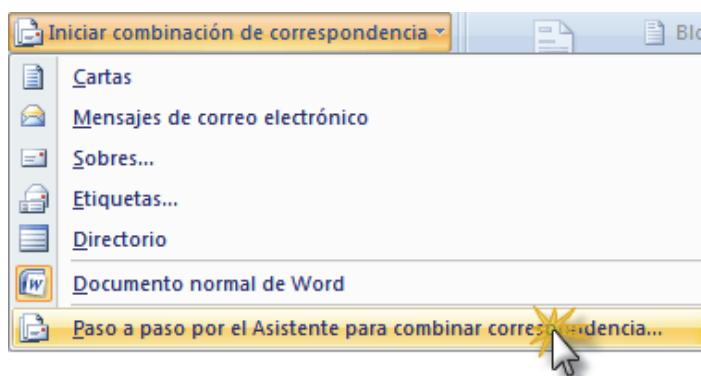 Iniciar combinación de correspondencia
Cartas
Mensajes de correo electrónico
Sobres...
Etiquetas...
Directorio
Documento normal de Word
Paso a paso por el Asistente para combinar correspondencia...